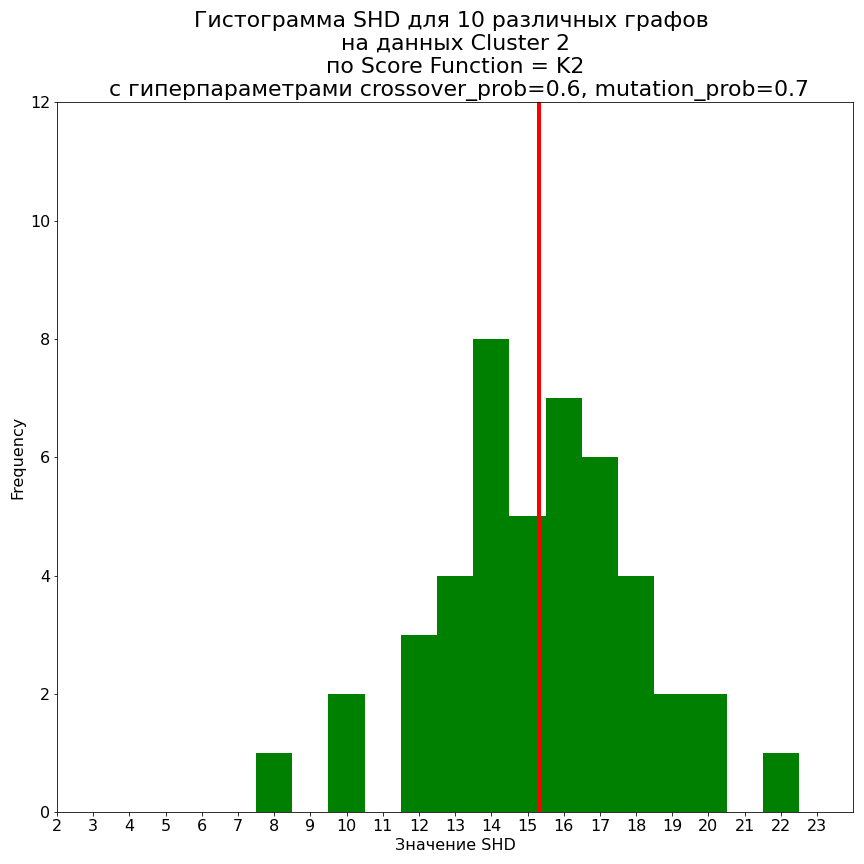 Гистограмма SHD для 10 различных графов
на данных Cluster 2
по Score Function = K2
с гиперпараметрами crossover_prob=0.6, mutation_prob=0.7
12
10
8
6
4
2
0
Frequency
2 3 4 5 6 7 8 9 10 11 12 13 14 15 16 17 18 19 20 21 22 23
Значение SHD